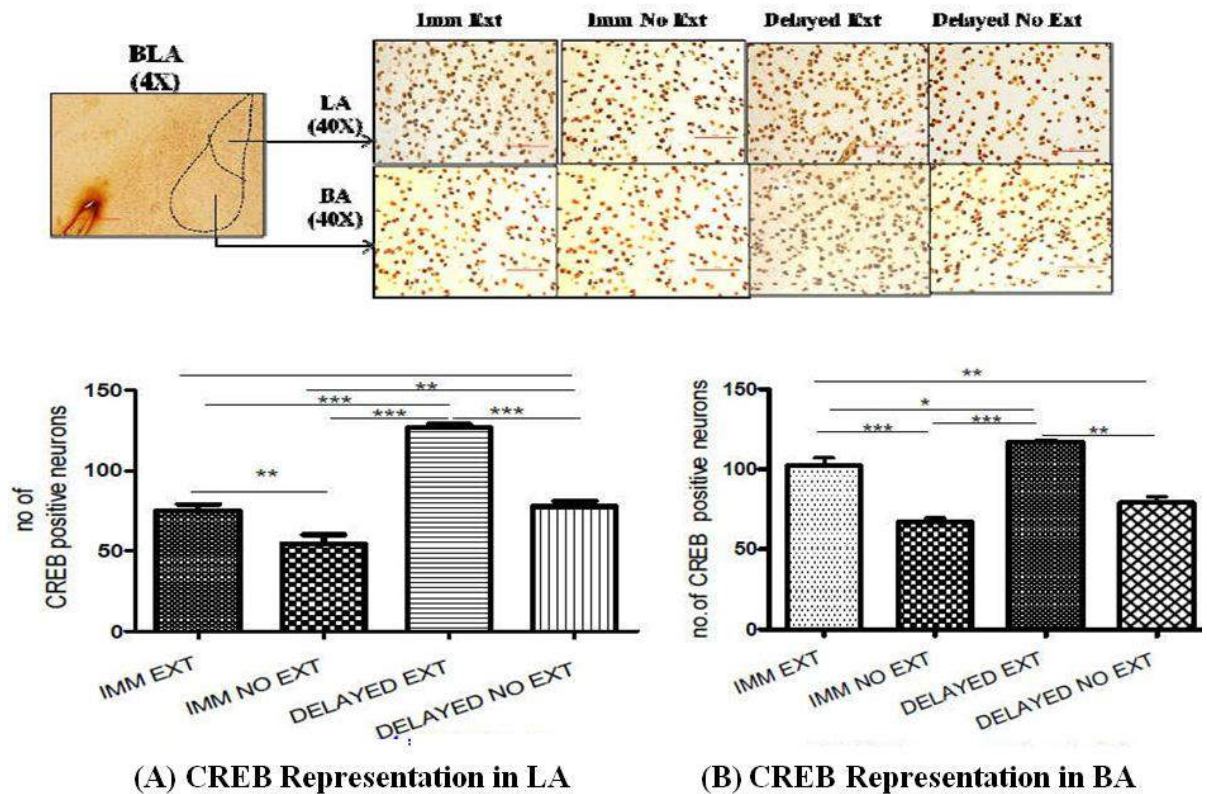 Imm Ext
Imm No Ext
Delayed Ext
Delayed No Ext
BLA
(4X)
LA
(40X)
BA
(40X)
no of
CREB positive neurons
150
100
50
0
**
***
***
***
**
IMM EXT
IMM NO EXT
DELAYED EXT
DELAYED NO EXT
(A) CREB Representation in LA
no.of CREB positive neurons
150
100
50
0
**
*
***
***
**
IMM EXT
IMM NO EXT
DELAYED EXT
DELAYED NO EXT
(B) CREB Representation in BA